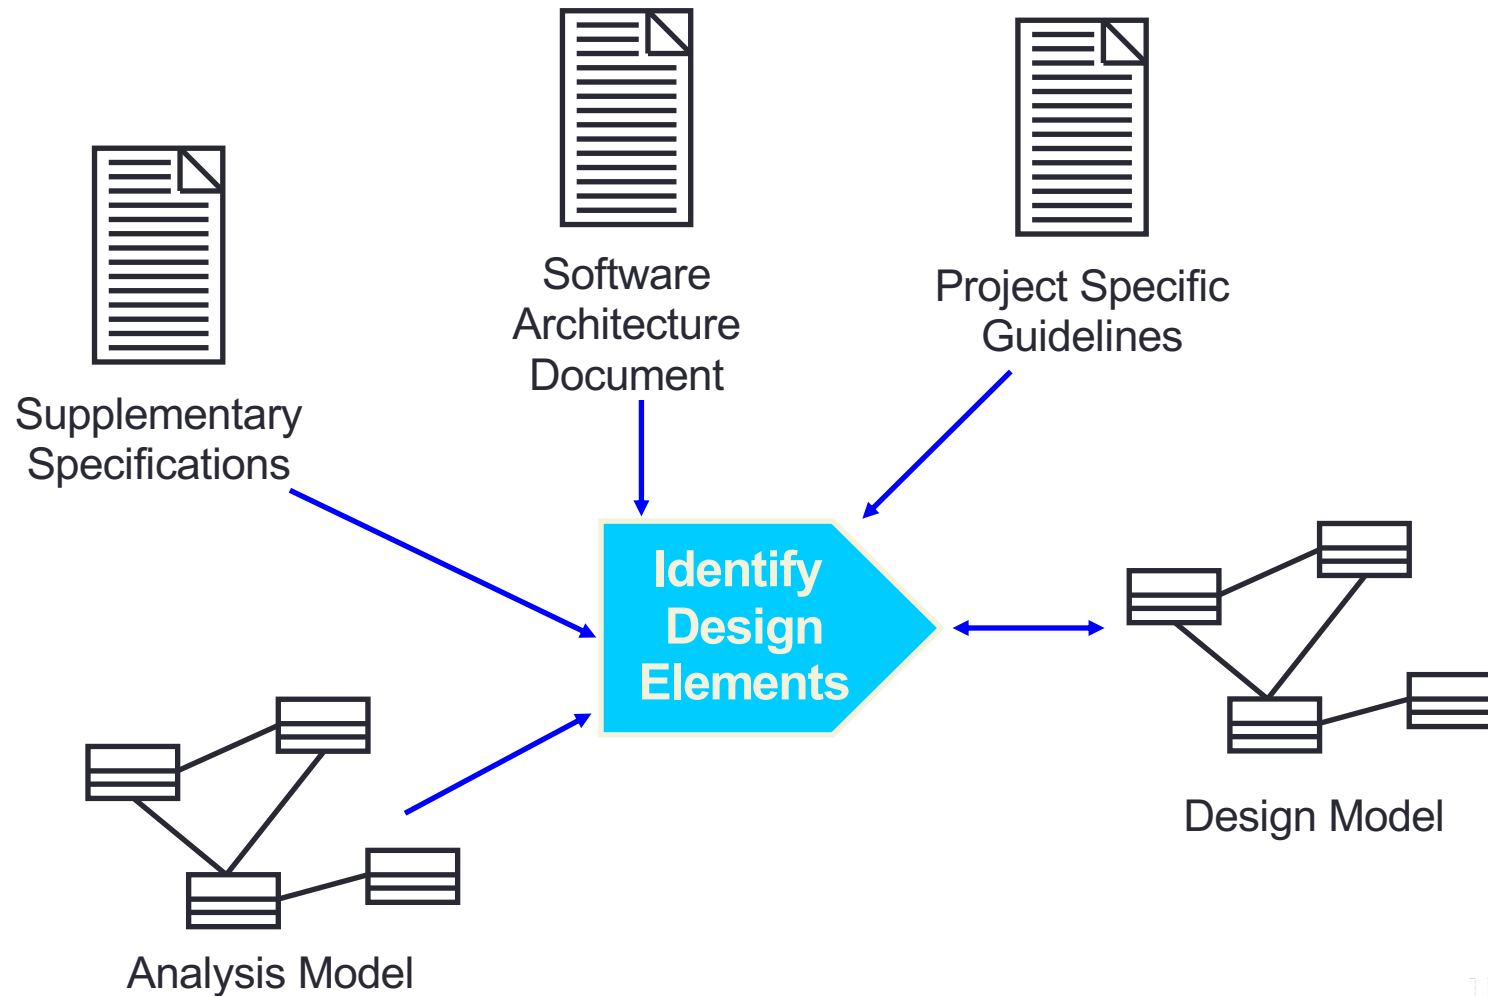 Software
Architecture
Document
Project Specific
Guidelines
Supplementary
Specifications
Identify
Design
Elements
Design Model
Analysis Model